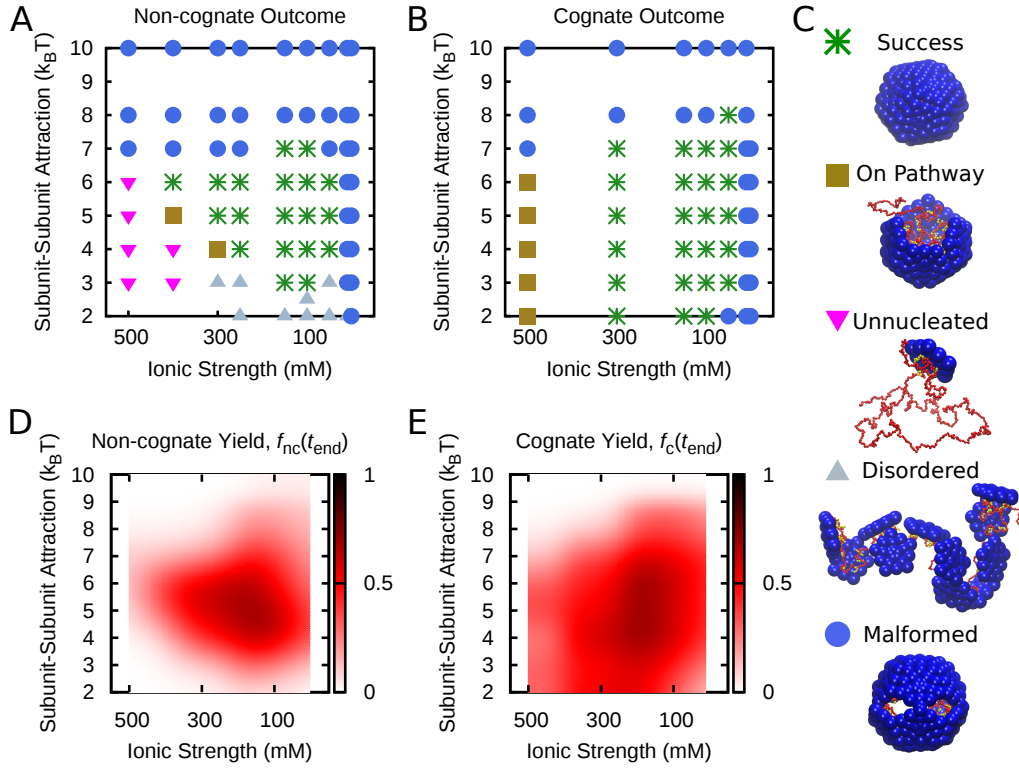 A
Non-cognate Outcome
Subunit-Subunit Attraction (kBT)
10
9
8
7
6
5
4
3
2
500
300
100
Ionic Strength (mM)
B
Cognate Outcome
Subunit-Subunit Attraction (kBT)
10
9
8
7
6
5
4
3
2
500
300
100
Ionic Strength (mM)
C
Success
On Pathway
Unnucleated
Disordered
Malformed
D
Non-cognate Yield, fnc(tend)
Subunit-Subunit Attraction (kBT)
10
9
8
7
6
5
4
3
2
500
300
100
Ionic Strength (mM)
1
0.5
0
E
Cognate Yield, fc(tend)
Subunit-Subunit Attraction (kBT)
10
9
8
7
6
5
4
3
2
500
300
100
Ionic Strength (mM)
1
0.5
0